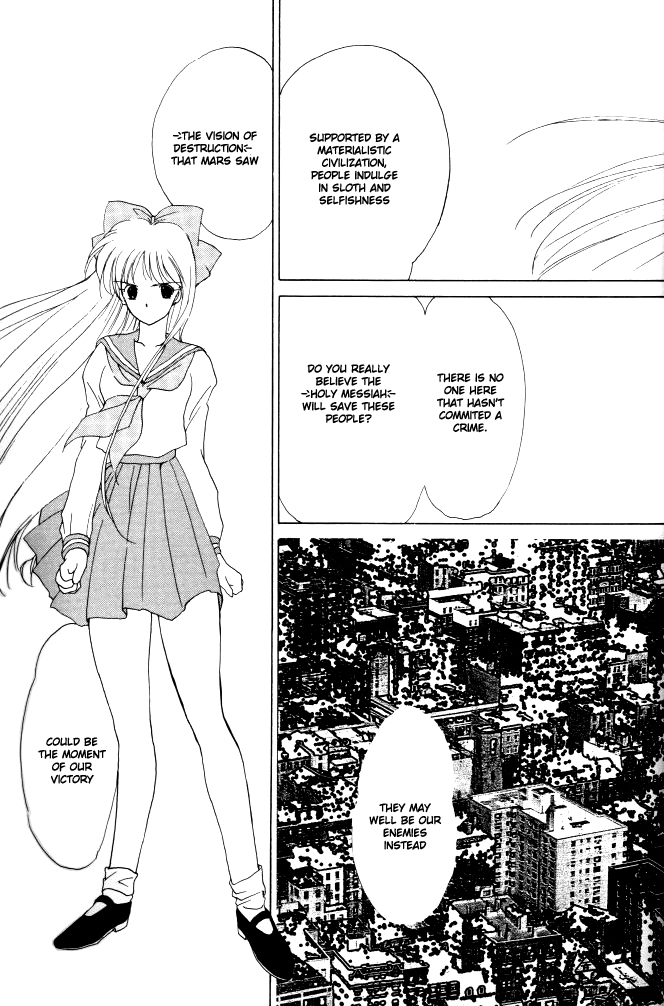 SUPPORTED BY A
MATERIALISTIC
CIVILIZATION,
PEOPLE INDULGE
IN SLOTH AND
SELFISHNESS
THERE IS NO
ONE HERE
THAT HASN'T
COMMITED A
CRIME.
DO YOU REALLY
BELIEVE THE
-:HOLY MESSIAH:-
WILL SAVE THESE
PEOPLE?
THEY MAY
WELL BE OUR
ENEMIES
INSTEAD
-:THE VISION OF
DESTRUCTION:-
THAT MARS SAW
COULD BE
THE MOMENT
OF OUR
VICTORY